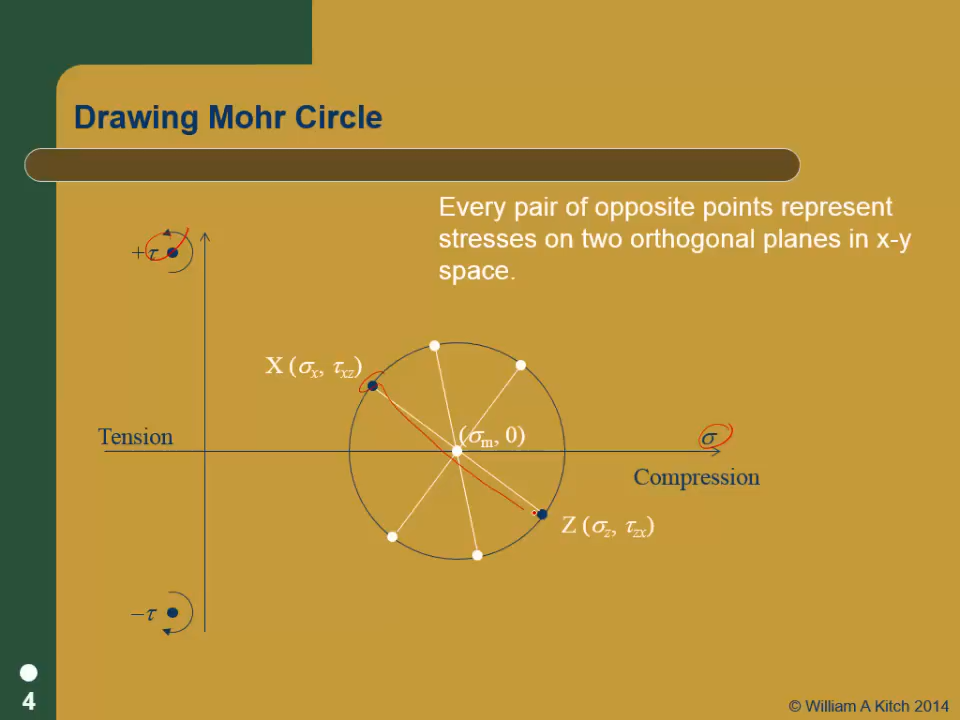 Drawing Mohr Circle
Every pair of opposite points represent
stresses on two orthogonal planes in x-y
space.
+τ
X (σx, τxz)
Tension
(σm, 0)
σ
Compression
Z (σz, τzx)
−τ
4
© William A Kitch 2014